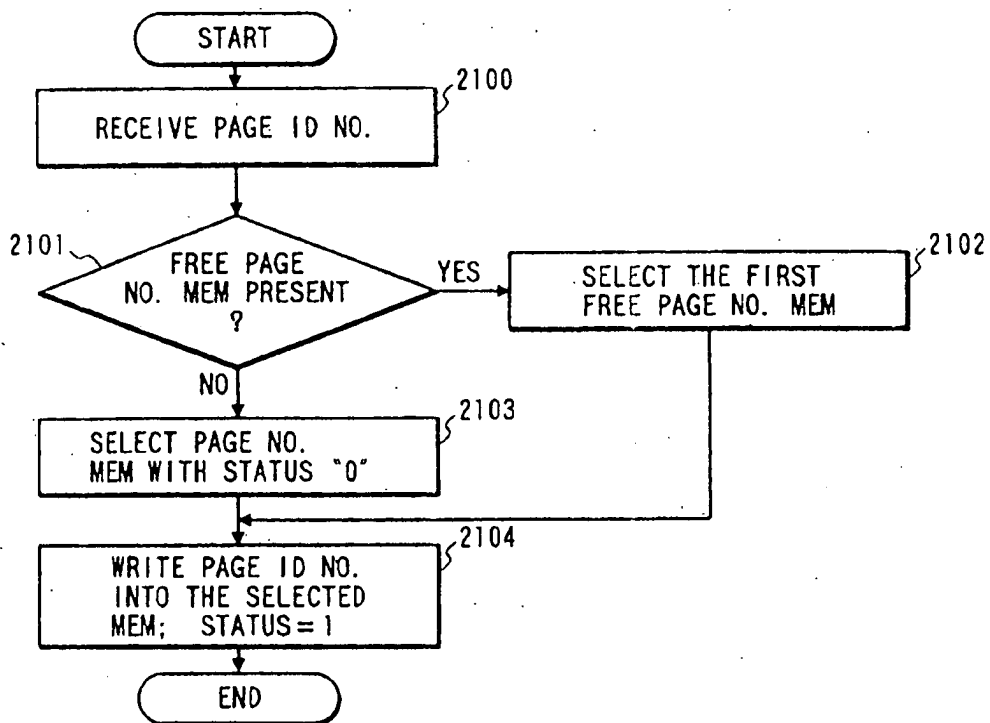 START
2100
RECEIVE PAGE ID NO.
2101
FREE PAGE
NO. MEM PRESENT
?
YES
2102
SELECT THE FIRST
FREE PAGE NO. MEM
NO
2103
SELECT PAGE NO.
MEM WITH STATUS "0"
2104
WRITE PAGE ID NO.
INTO THE SELECTED
MEM; STATUS=1
END